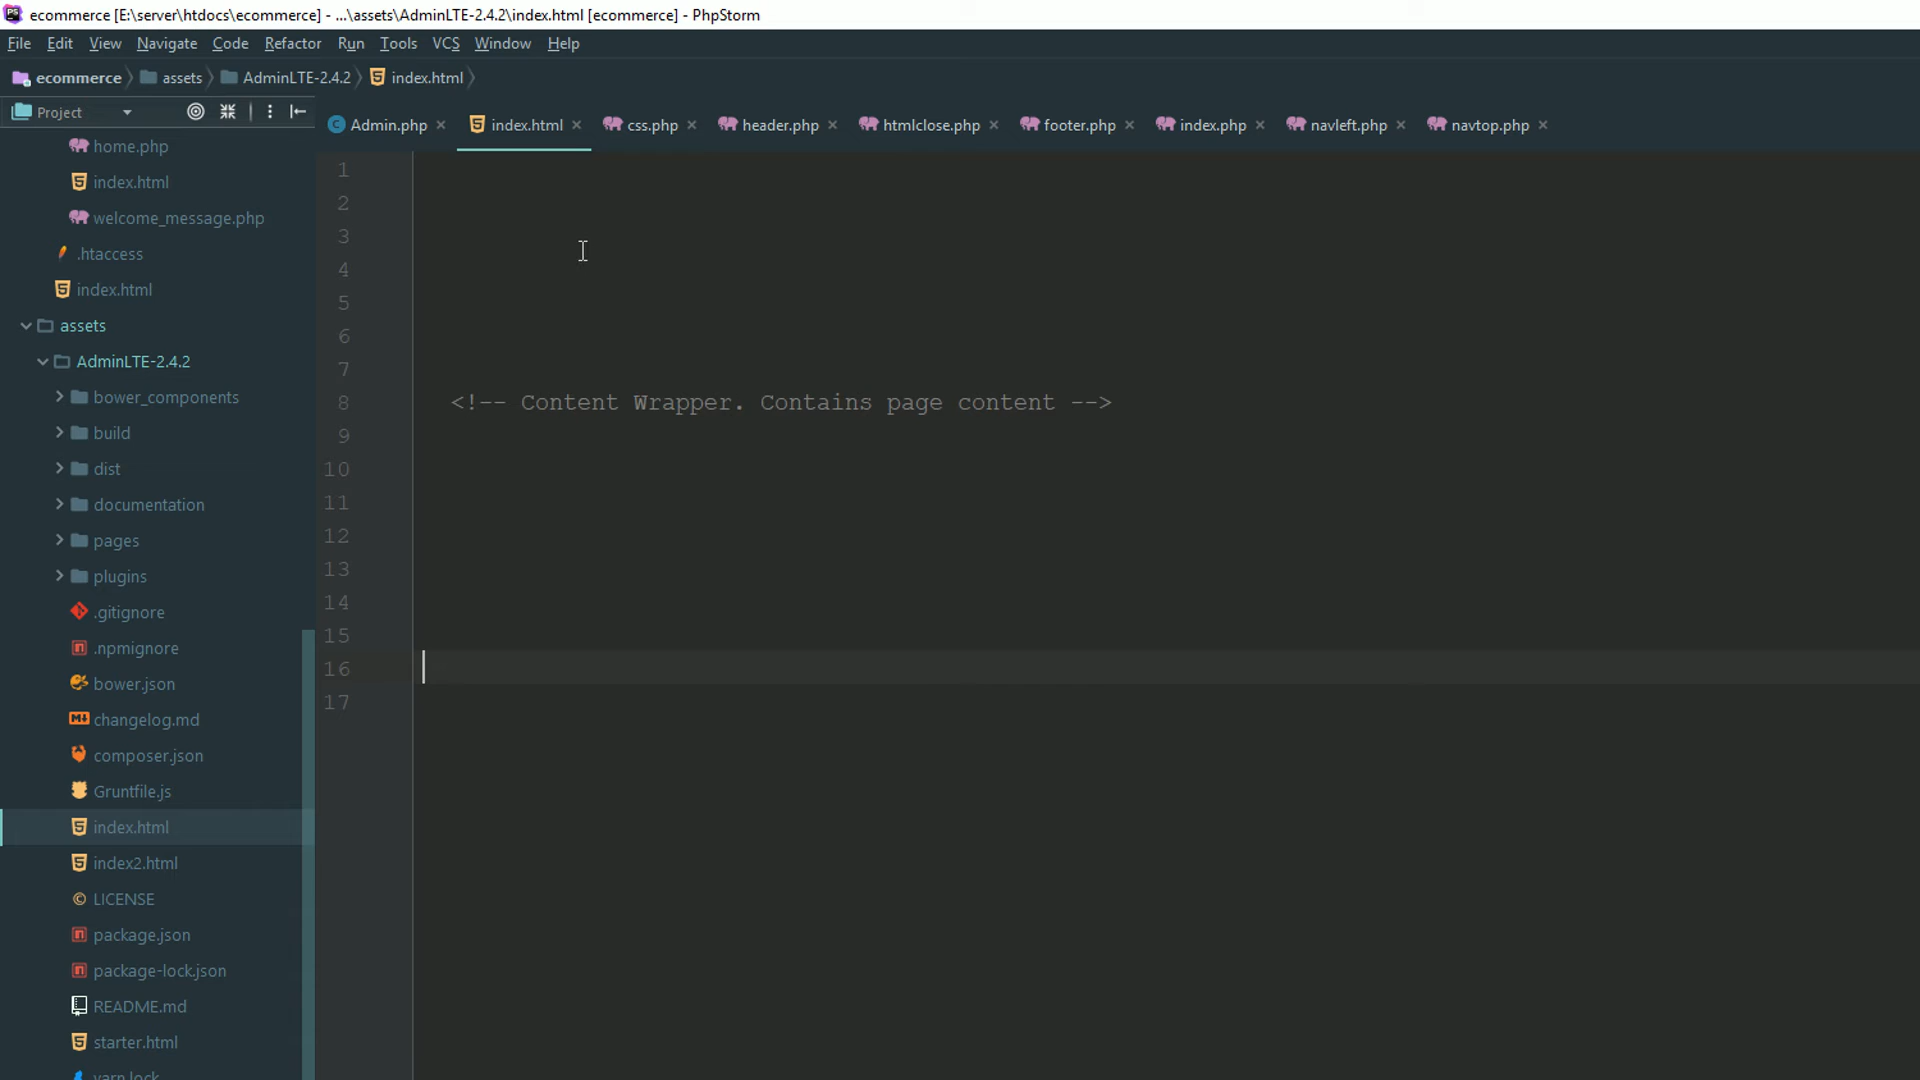 ecommerce [E:\server\htdocs\ecommerce] - ...\assets\AdminLTE-2.4.2\index.html [ecommerce] - PhpStorm
File Edit View Navigate Code Refactor Run Tools VCS Window Help
ecommerce assets AdminLTE-2.4.2 index.html
Project
Admin.php index.html css.php header.php htmlclose.php footer.php index.php navleft.php navtop.php
home.php
index.html
welcome_message.php
.htaccess
index.html
assets
AdminLTE-2.4.2
bower_components
build
dist
documentation
pages
plugins
.gitignore
.npmignore
bower.json
changelog.md
composer.json
Gruntfile.js
index.html
index2.html
LICENSE
package.json
package-lock.json
README.md
starter.html
yarn.lock
1
2
3
4
5
6
7
8 <!-- Content Wrapper. Contains page content -->
9
10
11
12
13
14
15
16
17